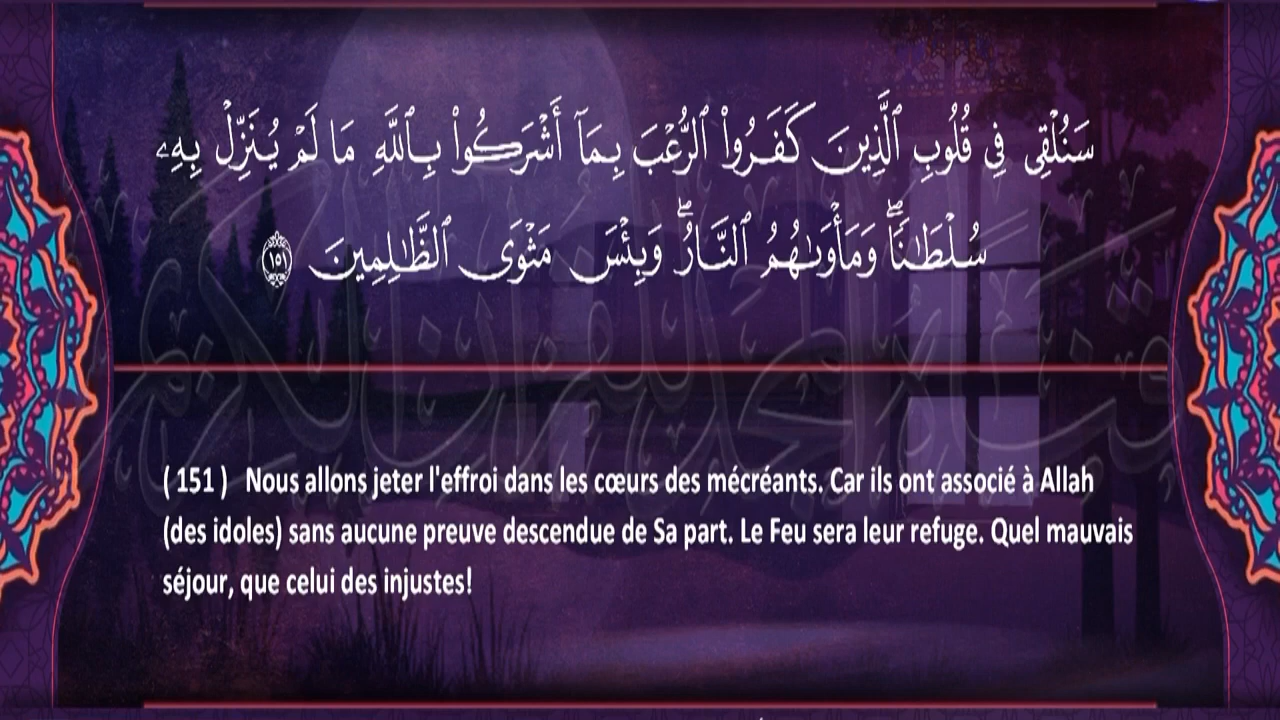 سَنُلْقِى فِى قُلُوبِ ٱلَّذِينَ كَفَرُواْ ٱلرُّعْبَ بِمَآ أَشْرَكُواْ بِٱللَّهِ مَا لَمْ يُنَزِّلْ بِهِۦ
سُلْطَٰنًاۖ وَمَأْوَىٰهُمُ ٱلنَّارُۖ وَبِئْسَ مَثْوَى ٱلظَّٰلِمِينَ ١٥١
( 151 ) Nous allons jeter l'effroi dans les cœurs des mécréants. Car ils ont associé à Allah
(des idoles) sans aucune preuve descendue de Sa part. Le Feu sera leur refuge. Quel mauvais
séjour, que celui des injustes!